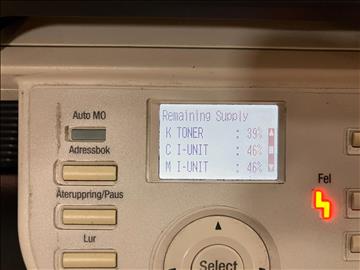 Remaining Supply
K TONER : 39%
C I-UNIT : 46%
M I-UNIT : 46%
Auto MO
Adressbok
Återuppring/Paus
Lur
Fel
Select